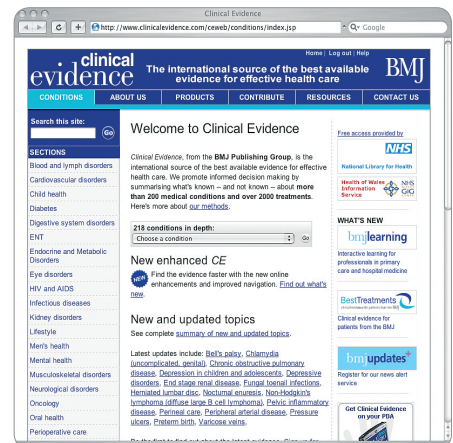 Clinical Evidence
http://www.clinicalevidence.com/ceweb/conditions/index.jsp
Google
Home | Log out | Help
clinical
evidence
The international source of the best available
evidence for effective health care
BMJ
CONDITIONS ABOUT US PRODUCTS CONTRIBUTE RESOURCES CONTACT US
Search this site:
Go
SECTIONS
Blood and lymph disorders
Cardiovascular disorders
Child health
Diabetes
Digestive system disorders
ENT
Endocrine and Metabolic
Disorders
Eye disorders
HIV and AIDS
Infectious diseases
Kidney disorders
Lifestyle
Men's health
Mental health
Musculoskeletal disorders
Neurological disorders
Oncology
Oral health
Perioperative care
Welcome to Clinical Evidence
Clinical Evidence, from the BMJ Publishing Group, is the
international source of the best available evidence for effective
health care. We promote informed decision making by
summarising what's known -- and not known -- about more
than 200 medical conditions and over 2000 treatments.
Here's more about our methods.
218 conditions in depth:
Choose a condition
Go
New enhanced CE
NEW
Find the evidence faster with the new online
enhancements and improved navigation. Find out what's
new.
New and updated topics
See complete summary of new and updated topics.
Latest updates include: Bell's palsy, Chlamydia
(uncomplicated, genital), Chronic obstructive pulmonary
disease, Depression in children and adolescents, Depressive
disorders, End stage renal disease, Fungal toenail infections,
Herniated lumbar disc, Nocturnal enuresis, Non-Hodgkin's
lymphoma (diffuse large B cell lymphoma), Pelvic inflammatory
disease, Perineal care, Peripheral arterial disease, Pressure
ulcers, Preterm birth, Varicose veins,
Free access provided by
NHS
National Library for Health
Health of Wales
Information
Service
GIG
NHS
WHAT'S NEW
bmjlearning
Interactive learning for
professionals in primary
care and hospital medicine
BestTreatments
Clinical evidence for
patients from the BMJ
bmjupdates+
Register for our news alert
service
Get Clinical Evidence
on your PDA